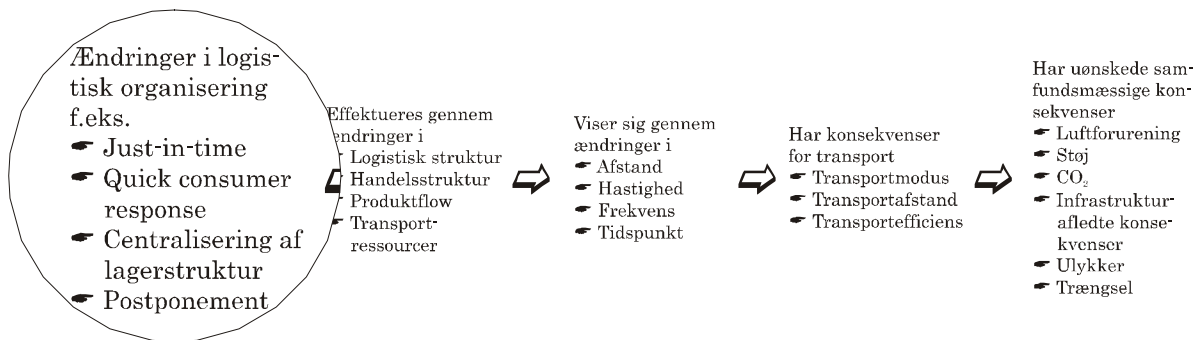 Ændringer i logis-
tisk organisering
f.eks.
Just-in-time
Quick consumer
response
Centralisering af
lagerstruktur
Postponement
Effektueres gennem
ændringer i
Logistisk struktur
Handelsstruktur
Produktflow
Transport-
ressourcer
Viser sig gennem
ændringer i
Afstand
Hastighed
Frekvens
Tidspunkt
Har konsekvenser
for transport
Transportmodus
Transportafstand
Transportefficiens
Har uønskede sam-
fundsmæssige kon-
sekvenser
Luftforurening
Støj
CO₂
Infrastruktur-
afledte konse-
kvenser
Ulykker
Trængsel